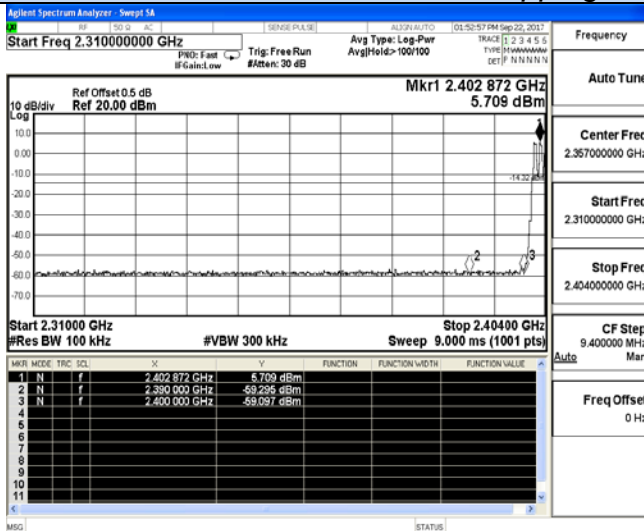 Agilent Spectrum Analyzer - Swept SA
RF 50 Ω AC SENSE:PULSE ALIGN AUTO 01:52:57 PM Sep 22, 2017
Start Freq 2.310000000 GHz
PNO: Fast
IFGain:Low
Trig: Free Run
#Atten: 30 dB
Avg Type: Log-Pwr
Avg|Hold:>100/100
TRACE 1 2 3 4 5 6
TYPE MWWWWW
DET P N N N N N
Ref Offset 0.5 dB
10 dB/div Ref 20.00 dBm
Log
Mkr1 2.402 872 GHz
5.709 dBm
10.0
0.00
-10.0
-20.0
-30.0
-40.0
-50.0
-60.0
-70.0
1
2
3
Start 2.31000 GHz Stop 2.40400 GHz
#Res BW 100 kHz #VBW 300 kHz Sweep 9.000 ms (1001 pts)
MKR MODE TRC SCL X Y FUNCTION FUNCTION WIDTH FUNCTION VALUE
1 N f 2.402 872 GHz 5.709 dBm
2 N f 2.390 000 GHz -59.295 dBm
3 N f 2.400 000 GHz -59.097 dBm
4
5
6
7
8
9
10
11
MSG STATUS
Frequency
Auto Tune
Center Freq
2.357000000 GHz
Start Freq
2.310000000 GHz
Stop Freq
2.404000000 GHz
CF Step
9.400000 MHz
Auto Man
Freq Offset
0 Hz